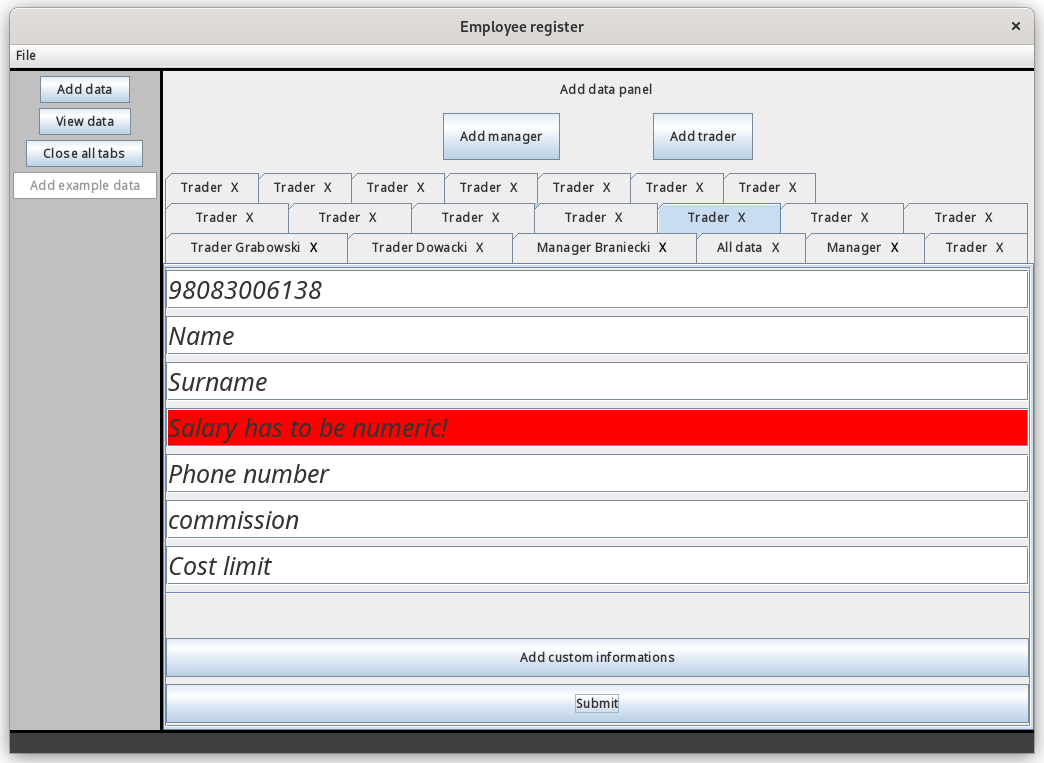 Employee register ×
File
Add data
View data
Close all tabs
Add example data
Add data panel
Add manager Add trader
Trader X Trader X Trader X Trader X Trader X Trader X Trader X
Trader X Trader X Trader X Trader X Trader X Trader X Trader X
Trader Grabowski X Trader Dowacki X Manager Braniecki X All data X Manager X Trader X
98083006138
Name
Surname
Salary has to be numeric!
Phone number
commission
Cost limit
Add custom informations
Submit